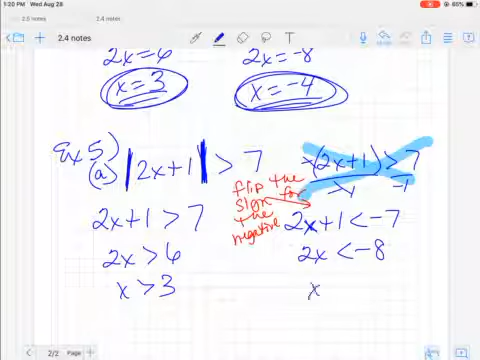 1:20 PM Wed Aug 28
65%
2.5 notes
2.4 notes
2.4 notes
2x=6
2x=-8
x=3
x=-4
Ex 5)
(a) |2x+1| > 7
-(2x+1) > 7
-1 -1
flip the
sign for
the
negative
2x+1 > 7
2x+1 < -7
2x > 6
2x < -8
x > 3
x
2/2 Page